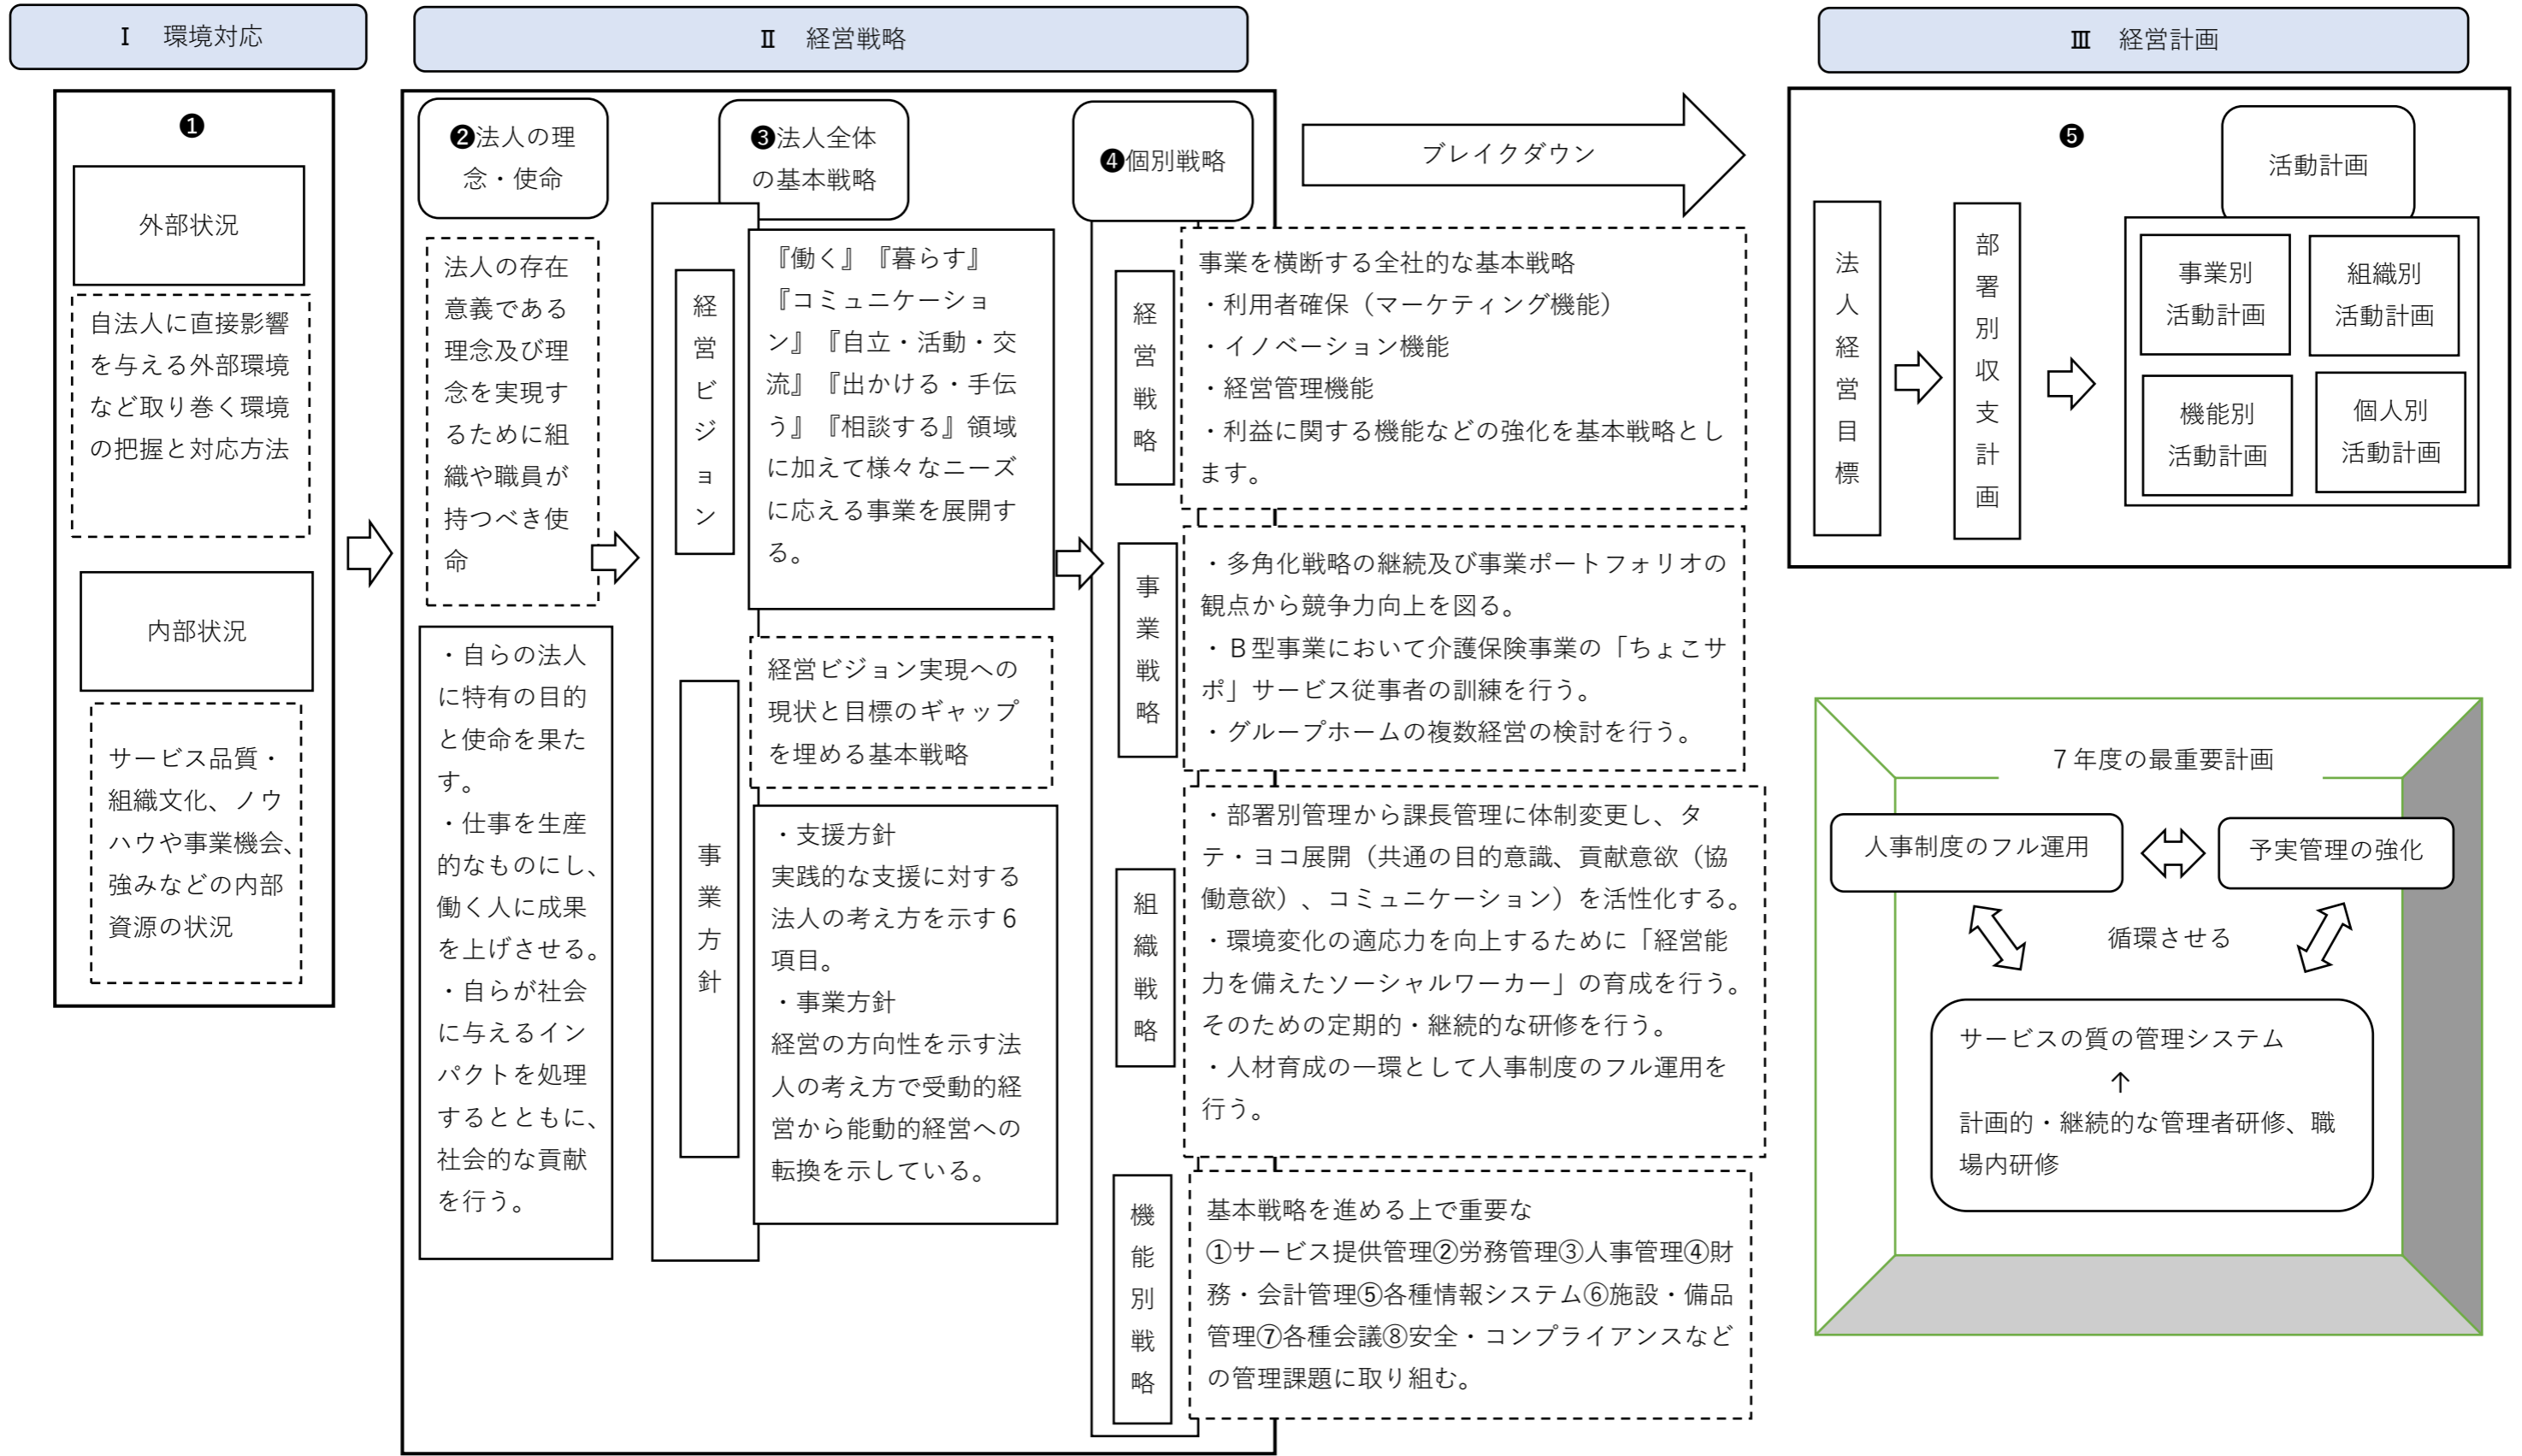 Ⅰ　環境対応
❶
外部状況
自法人に直接影響
を与える外部環境
など取り巻く環境
の把握と対応方法
内部状況
サービス品質・
組織文化、ノウ
ハウや事業機会、
強みなどの内部
資源の状況
Ⅱ　経営戦略
❷法人の理
念・使命
法人の存在
意義である
理念及び理
念を実現す
るために組
織や職員が
持つべき使
命
・自らの法人
に特有の目的
と使命を果た
す。
・仕事を生産
的なものにし、
働く人に成果
を上げさせる。
・自らが社会
に与えるイン
パクトを処理
するとともに、
社会的な貢献
を行う。
❸法人全体
の基本戦略
経営ビジョン
『働く』『暮らす』
『コミュニケーショ
ン』『自立・活動・交
流』『出かける・手伝
う』『相談する』領域
に加えて様々なニーズ
に応える事業を展開す
る。
事業方針
経営ビジョン実現への
現状と目標のギャップ
を埋める基本戦略
・支援方針
実践的な支援に対する
法人の考え方を示す６
項目。
・事業方針
経営の方向性を示す法
人の考え方で受動的経
営から能動的経営への
転換を示している。
❹個別戦略
経営戦略
事業を横断する全社的な基本戦略
・利用者確保（マーケティング機能）
・イノベーション機能
・経営管理機能
・利益に関する機能などの強化を基本戦略とし
ます。
事業戦略
・多角化戦略の継続及び事業ポートフォリオの
観点から競争力向上を図る。
・Ｂ型事業において介護保険事業の「ちょこサ
ポ」サービス従事者の訓練を行う。
・グループホームの複数経営の検討を行う。
組織戦略
・部署別管理から課長管理に体制変更し、タ
テ・ヨコ展開（共通の目的意識、貢献意欲（協
働意欲）、コミュニケーション）を活性化する。
・環境変化の適応力を向上するために「経営能
力を備えたソーシャルワーカー」の育成を行う。
そのための定期的・継続的な研修を行う。
・人材育成の一環として人事制度のフル運用を
行う。
機能別戦略
基本戦略を進める上で重要な
①サービス提供管理②労務管理③人事管理④財
務・会計管理⑤各種情報システム⑥施設・備品
管理⑦各種会議⑧安全・コンプライアンスなど
の管理課題に取り組む。
ブレイクダウン
Ⅲ　経営計画
❺
法人経営目標
部署別収支計画
活動計画
事業別
活動計画
組織別
活動計画
機能別
活動計画
個人別
活動計画
７年度の最重要計画
人事制度のフル運用
予実管理の強化
循環させる
サービスの質の管理システム
↑
計画的・継続的な管理者研修、職
場内研修